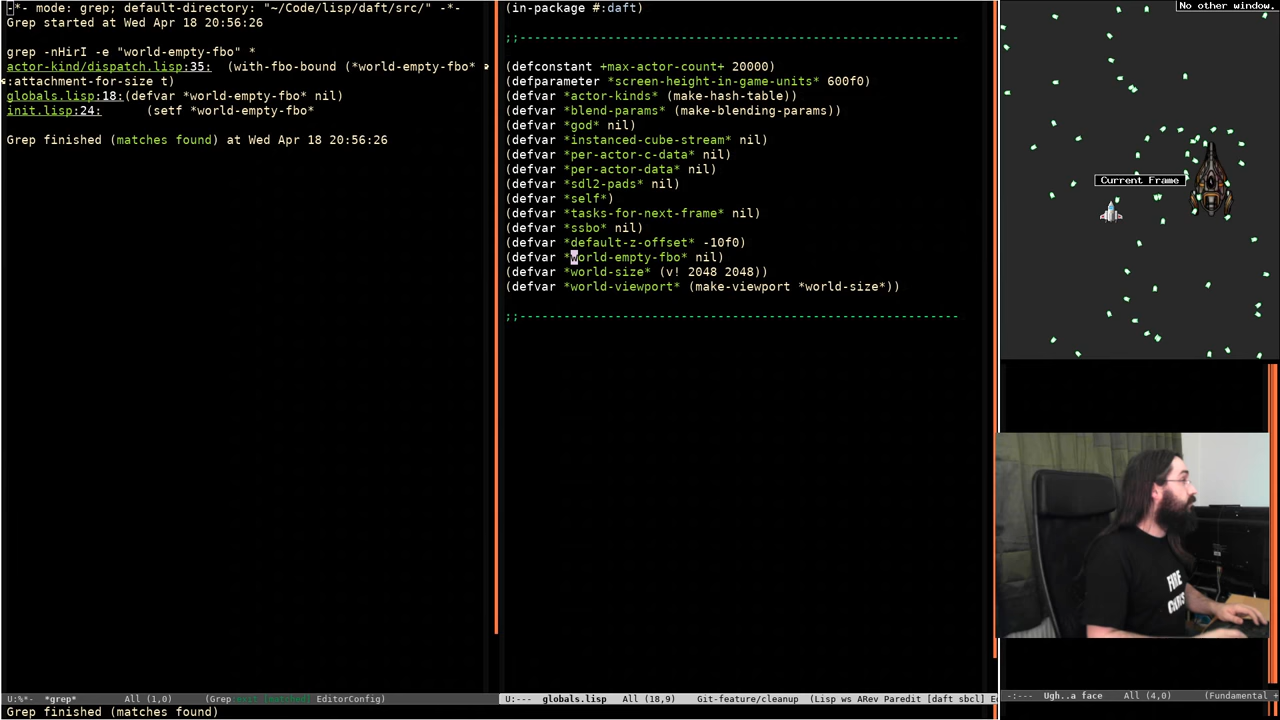 -*- mode: grep; default-directory: "~/Code/lisp/daft/src/" -*-
Grep started at Wed Apr 18 20:56:26
grep -nHirI -e "world-empty-fbo" *
actor-kind/dispatch.lisp:35:  (with-fbo-bound (*world-empty-fbo*
:attachment-for-size t)
globals.lisp:18:(defvar *world-empty-fbo* nil)
init.lisp:24:      (setf *world-empty-fbo*
Grep finished (matches found) at Wed Apr 18 20:56:26
U:%*-  *grep*      All (1,0)      (Grep:exit [matched] EditorConfig)
Grep finished (matches found)
(in-package #:daft)
;;------------------------------------------------------------
(defconstant +max-actor-count+ 20000)
(defparameter *screen-height-in-game-units* 600f0)
(defvar *actor-kinds* (make-hash-table))
(defvar *blend-params* (make-blending-params))
(defvar *god* nil)
(defvar *instanced-cube-stream* nil)
(defvar *per-actor-c-data* nil)
(defvar *per-actor-data* nil)
(defvar *sdl2-pads* nil)
(defvar *self*)
(defvar *tasks-for-next-frame* nil)
(defvar *ssbo* nil)
(defvar *default-z-offset* -10f0)
(defvar *world-empty-fbo* nil)
(defvar *world-size* (v! 2048 2048))
(defvar *world-viewport* (make-viewport *world-size*))
;;------------------------------------------------------------
U:---  globals.lisp   All (18,9)    Git-feature/cleanup  (Lisp ws ARev Paredit [daft sbcl] E
No other window.
Current Frame
FIRE
-:---  Ugh..a face   All (4,0)     (Fundamental +